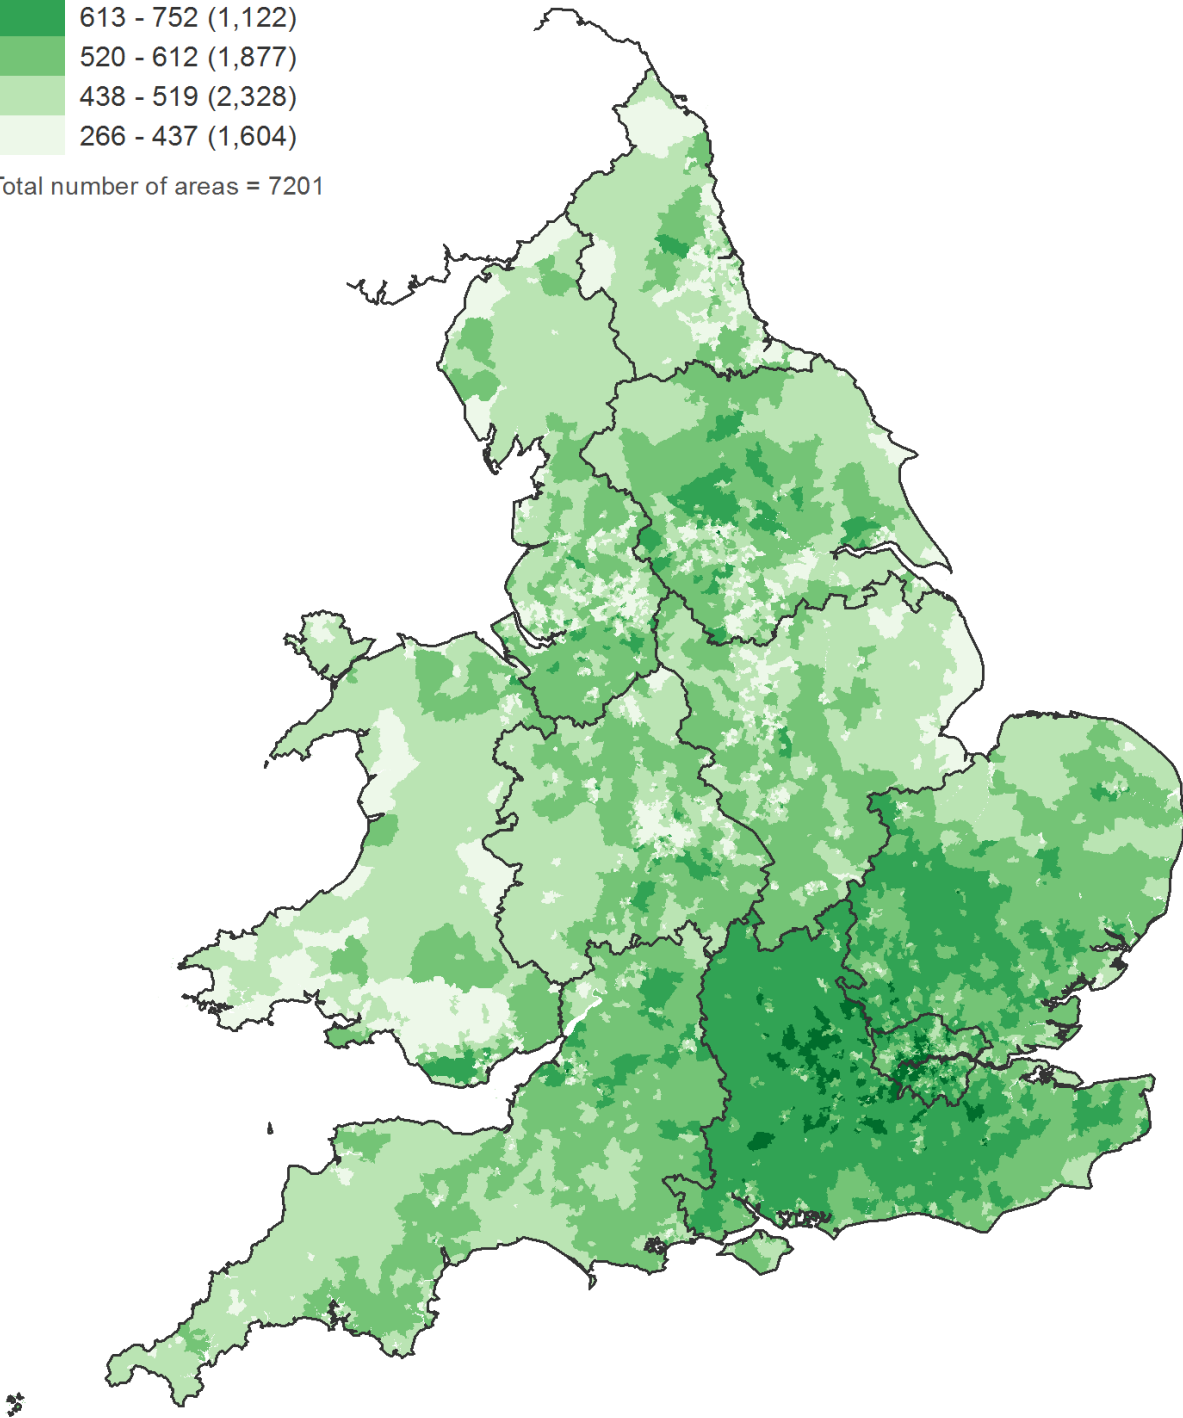 613 - 752 (1,122)
520 - 612 (1,877)
438 - 519 (2,328)
266 - 437 (1,604)
Total number of areas = 7201